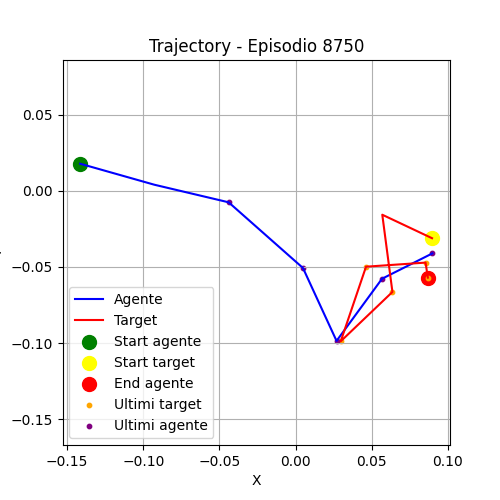 Trajectory - Episodio 8750
0.05
0.00
−0.05
−0.10
−0.15
Agente
Target
Start agente
Start target
End agente
Ultimi target
Ultimi agente
−0.15 −0.10 −0.05 0.00 0.05 0.10
X